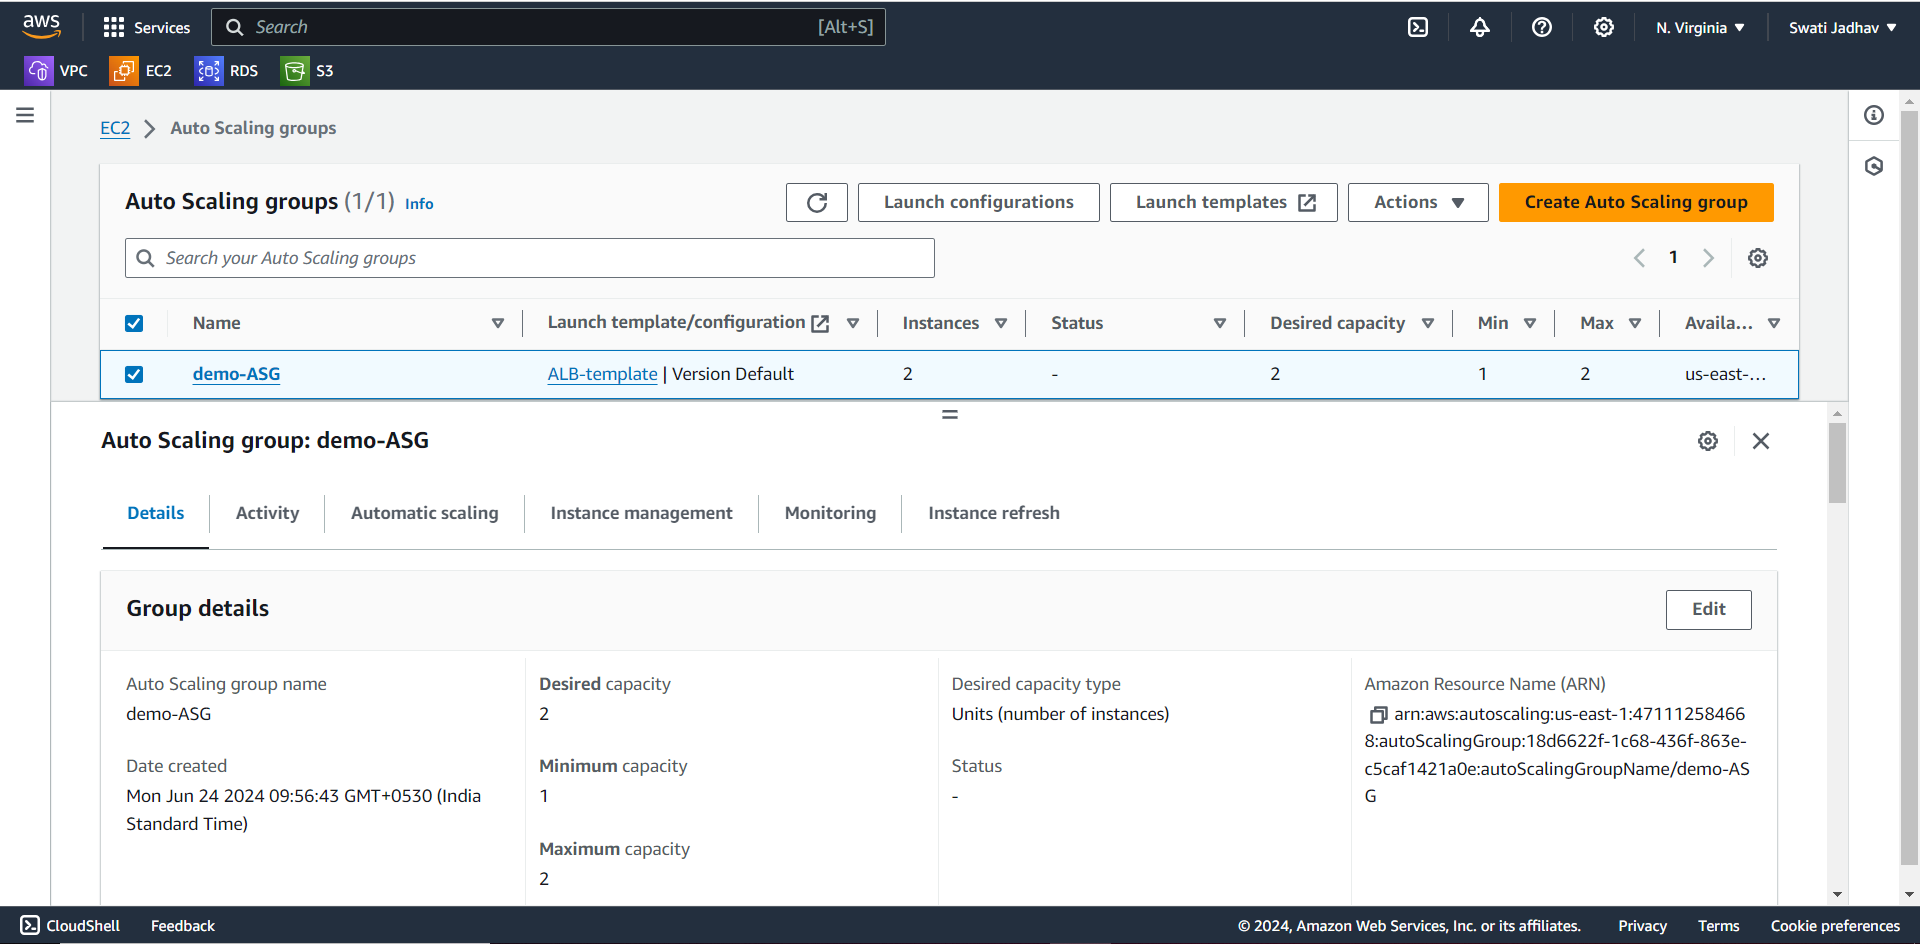 aws Services Search [Alt+S] N. Virginia Swati Jadhav
VPC EC2 RDS S3
EC2 Auto Scaling groups
Auto Scaling groups (1/1) Info Launch configurations Launch templates Actions Create Auto Scaling group
Search your Auto Scaling groups 1
Name Launch template/configuration Instances Status Desired capacity Min Max Availa...
demo-ASG ALB-template | Version Default 2 - 2 1 2 us-east-...
Auto Scaling group: demo-ASG
Details Activity Automatic scaling Instance management Monitoring Instance refresh
Group details Edit
Auto Scaling group name
demo-ASG
Date created
Mon Jun 24 2024 09:56:43 GMT+0530 (India
Standard Time)
Desired capacity
2
Minimum capacity
1
Maximum capacity
2
Desired capacity type
Units (number of instances)
Status
-
Amazon Resource Name (ARN)
arn:aws:autoscaling:us-east-1:47111258466
8:autoScalingGroup:18d6622f-1c68-436f-863e-
c5caf1421a0e:autoScalingGroupName/demo-AS
G
CloudShell Feedback © 2024, Amazon Web Services, Inc. or its affiliates. Privacy Terms Cookie preferences